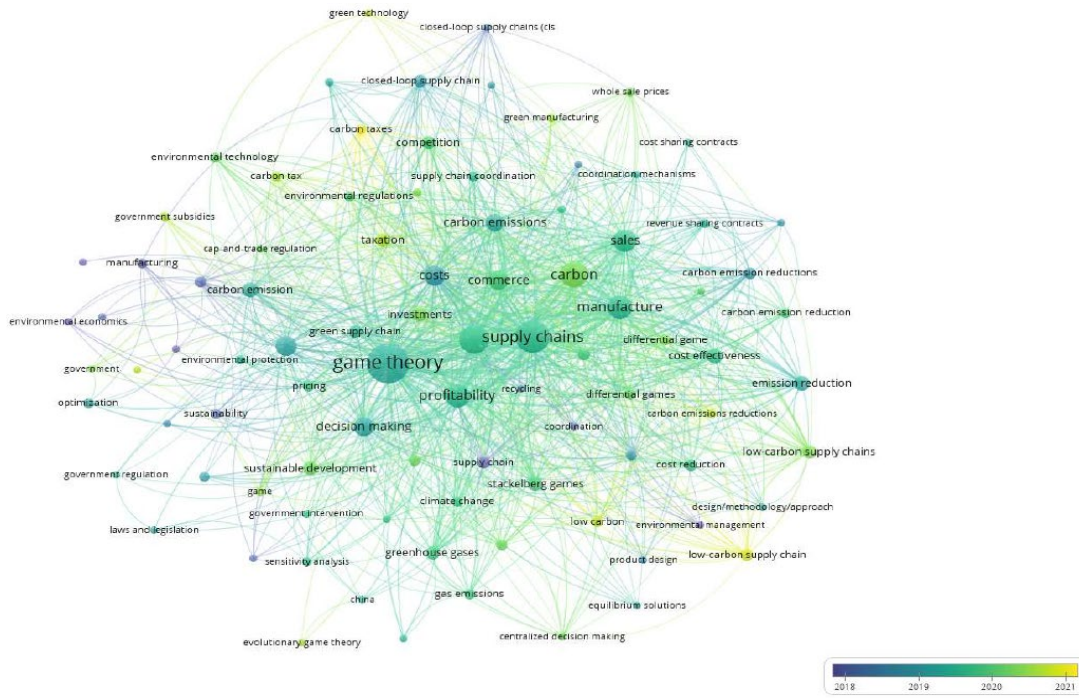 green technology
closed-loop supply chains (cls
closed-loop supply chain
whole sale prices
green manufacturing
carbon taxes
competition
cost sharing contracts
environmental technology
carbon tax
supply chain coordination
coordination mechanisms
environmental regulations
government subsidies
carbon emissions
revenue sharing contracts
taxation
sales
cap-and-trade regulation
manufacturing
costs
commerce
carbon
carbon emission reductions
carbon emission
manufacture
investments
carbon emission reduction
environmental economics
green supply chain
supply chains
differential game
environmental protection
game theory
cost effectiveness
government
pricing
profitability
recycling
differential games
emission reduction
optimization
sustainability
decision making
coordination
carbon emissions reductions
low-carbon supply chains
government regulation
sustainable development
supply chain
cost reduction
game
stackelberg games
climate change
design/methodology/approach
government intervention
low carbon
environmental management
laws and legislation
greenhouse gases
low-carbon supply chain
sensitivity analysis
product design
china
gas emissions
equilibrium solutions
evolutionary game theory
centralized decision making
2018 2019 2020 2021